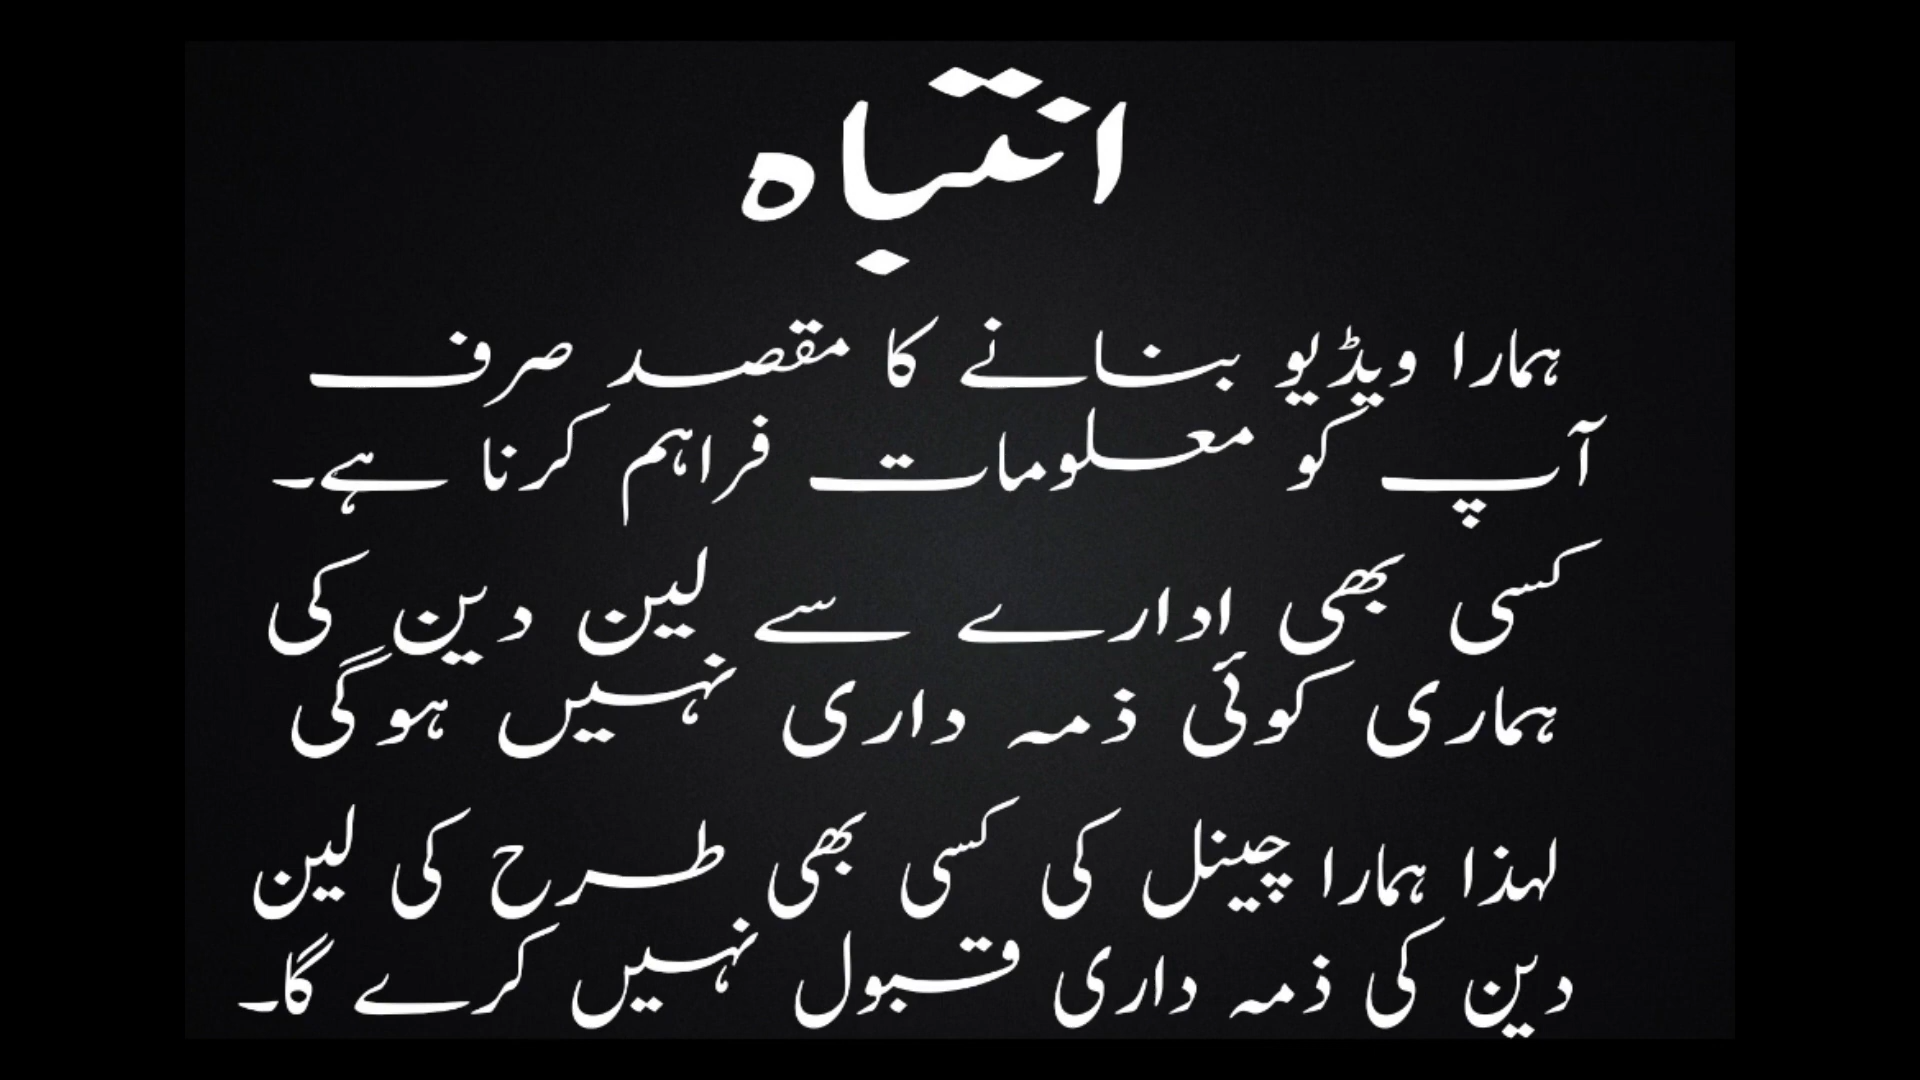 انتباہ
ہمارا ویڈیو بنانے کا مقصد صرف
آپ کو معلومات فراہم کرنا ہے۔
کسی بھی ادارے سے لین دین کی
ہماری کوئی ذمہ داری نہیں ہوگی
لہذا ہمارا چینل کی کسی بھی طرح کی لین
دین کی ذمہ داری قبول نہیں کرے گا۔